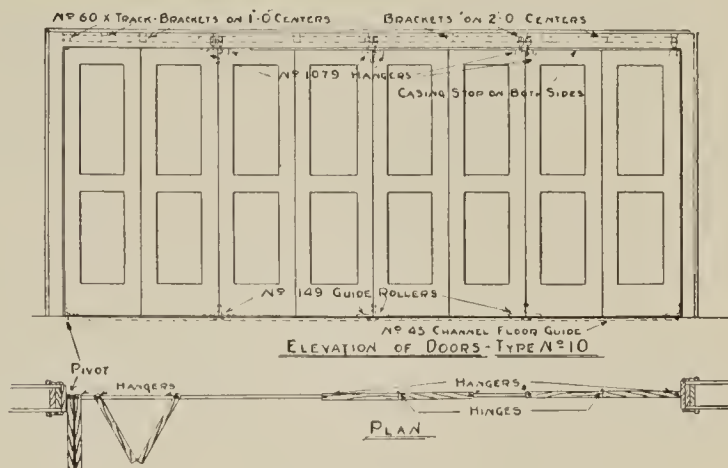 Nº 60 X TRACK-BRACKETS ON 1'-0" CENTERS
BRACKETS ON 2'-0 CENTERS
Nº 1079 HANGERS
CASING STOP ON BOTH SIDES
Nº 149 GUIDE ROLLERS
Nº 45 CHANNEL FLOOR GUIDE
ELEVATION OF DOORS-TYPE Nº10
PIVOT
HANGERS
HANGERS
HINGES
PLAN